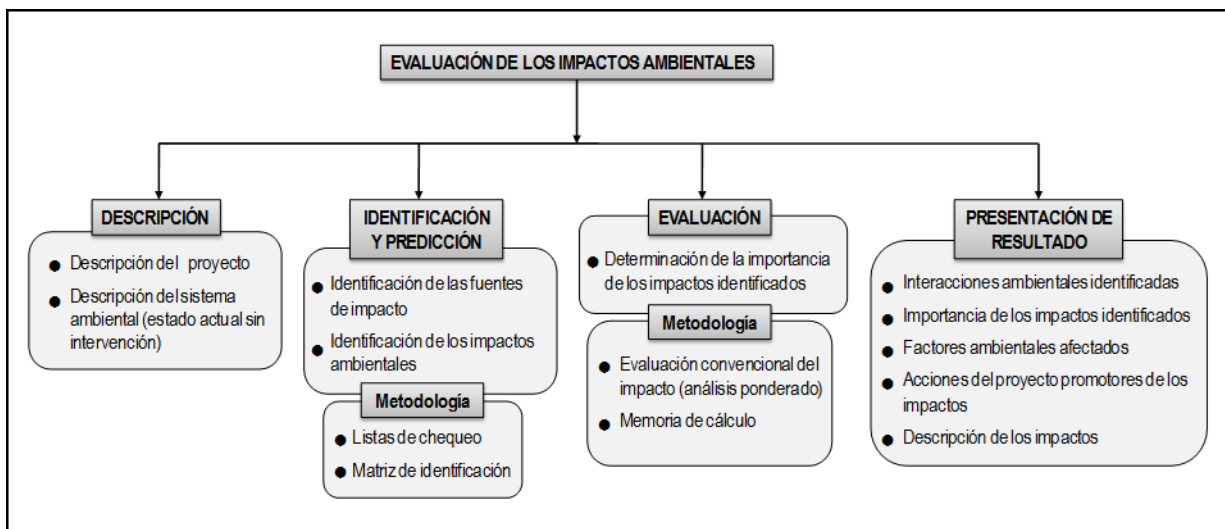 EVALUACIÓN DE LOS IMPACTOS AMBIENTALES
DESCRIPCIÓN
Descripción del proyecto
Descripción del sistema
ambiental (estado actual sin
intervención)
IDENTIFICACIÓN
Y PREDICCIÓN
Identificación de las fuentes
de impacto
Identificación de los impactos
ambientales
Metodología
Listas de chequeo
Matriz de identificación
EVALUACIÓN
Determinación de la importancia
de los impactos identificados
Metodología
Evaluación convencional del
impacto (análisis ponderado)
Memoria de cálculo
PRESENTACIÓN DE
RESULTADO
Interacciones ambientales identificadas
Importancia de los impactos identificados
Factores ambientales afectados
Acciones del proyecto promotores de los
impactos
Descripción de los impactos